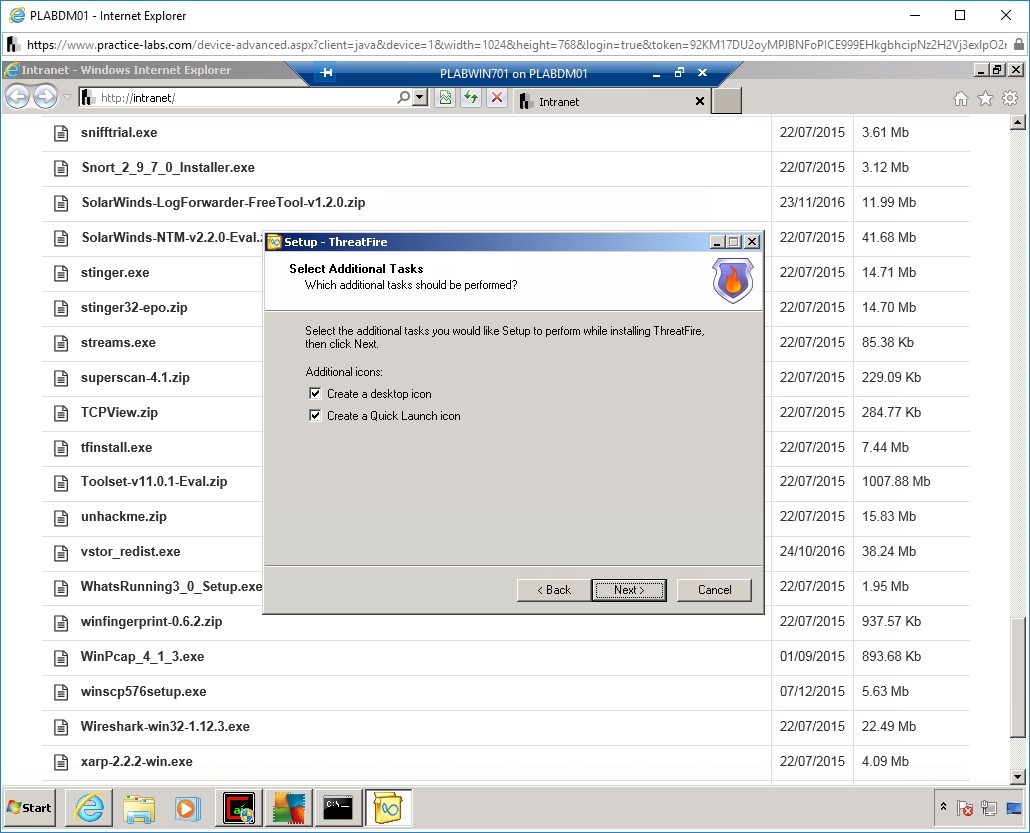 PLABDM01 - Internet Explorer
https://www.practice-labs.com/device-advanced.aspx?client=java&device=1&width=1024&height=768&login=true&token=92KM17DU2oyMPJBNFoPICE999EHkgbhcipNz2H2Vj3exIpO2r
Intranet - Windows Internet Explorer
PLABWIN701 on PLABDM01
http://intranet/
Intranet
snifftrial.exe 22/07/2015 3.61 Mb
Snort_2_9_7_0_Installer.exe 22/07/2015 3.12 Mb
SolarWinds-LogForwarder-FreeTool-v1.2.0.zip 23/11/2016 11.99 Mb
SolarWinds-NTM-v2.2.0-Eval.z 22/07/2015 41.68 Mb
stinger.exe 22/07/2015 14.71 Mb
stinger32-epo.zip 22/07/2015 14.70 Mb
streams.exe 22/07/2015 85.38 Kb
superscan-4.1.zip 22/07/2015 229.09 Kb
TCPView.zip 22/07/2015 284.77 Kb
tfinstall.exe 22/07/2015 7.44 Mb
Toolset-v11.0.1-Eval.zip 22/07/2015 1007.88 Mb
unhackme.zip 22/07/2015 15.83 Mb
vstor_redist.exe 24/10/2016 38.24 Mb
WhatsRunning3_0_Setup.exe 22/07/2015 1.95 Mb
winfingerprint-0.6.2.zip 22/07/2015 937.57 Kb
WinPcap_4_1_3.exe 01/09/2015 893.68 Kb
winscp576setup.exe 07/12/2015 5.63 Mb
Wireshark-win32-1.12.3.exe 22/07/2015 22.49 Mb
xarp-2.2.2-win.exe 22/07/2015 4.09 Mb
Setup - ThreatFire
Select Additional Tasks
Which additional tasks should be performed?
Select the additional tasks you would like Setup to perform while installing ThreatFire,
then click Next.
Additional icons:
Create a desktop icon
Create a Quick Launch icon
< Back Next > Cancel
Start